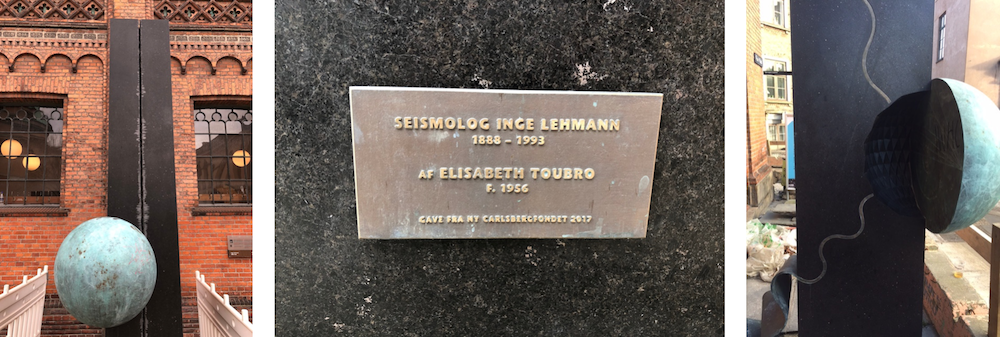 SEISMOLOG INGE LEHMANN
1888 – 1993
AF ELISABETH TOUBRO
F. 1956
GAVE FRA NY CARLSBERGFONDET 2017